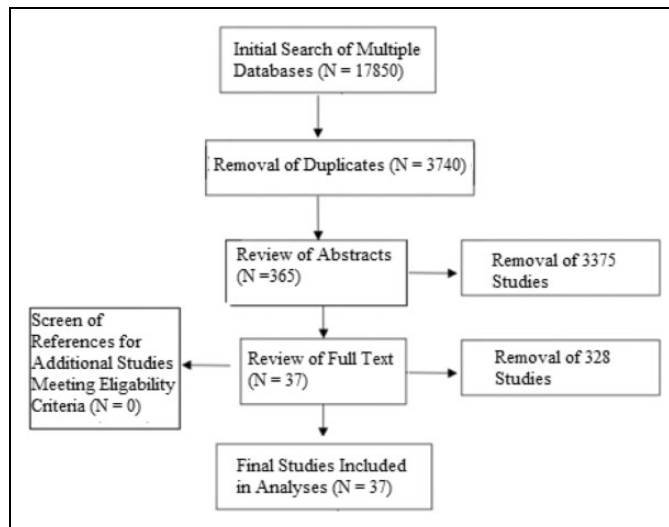 Initial Search of Multiple
Databases (N = 17850)
Removal of Duplicates (N = 3740)
Review of Abstracts
(N =365)
Removal of 3375
Studies
Screen of
References for
Additional Studies
Meeting Eligability
Criteria (N = 0)
Review of Full Text
(N = 37)
Removal of 328
Studies
Final Studies Included
in Analyses (N = 37)